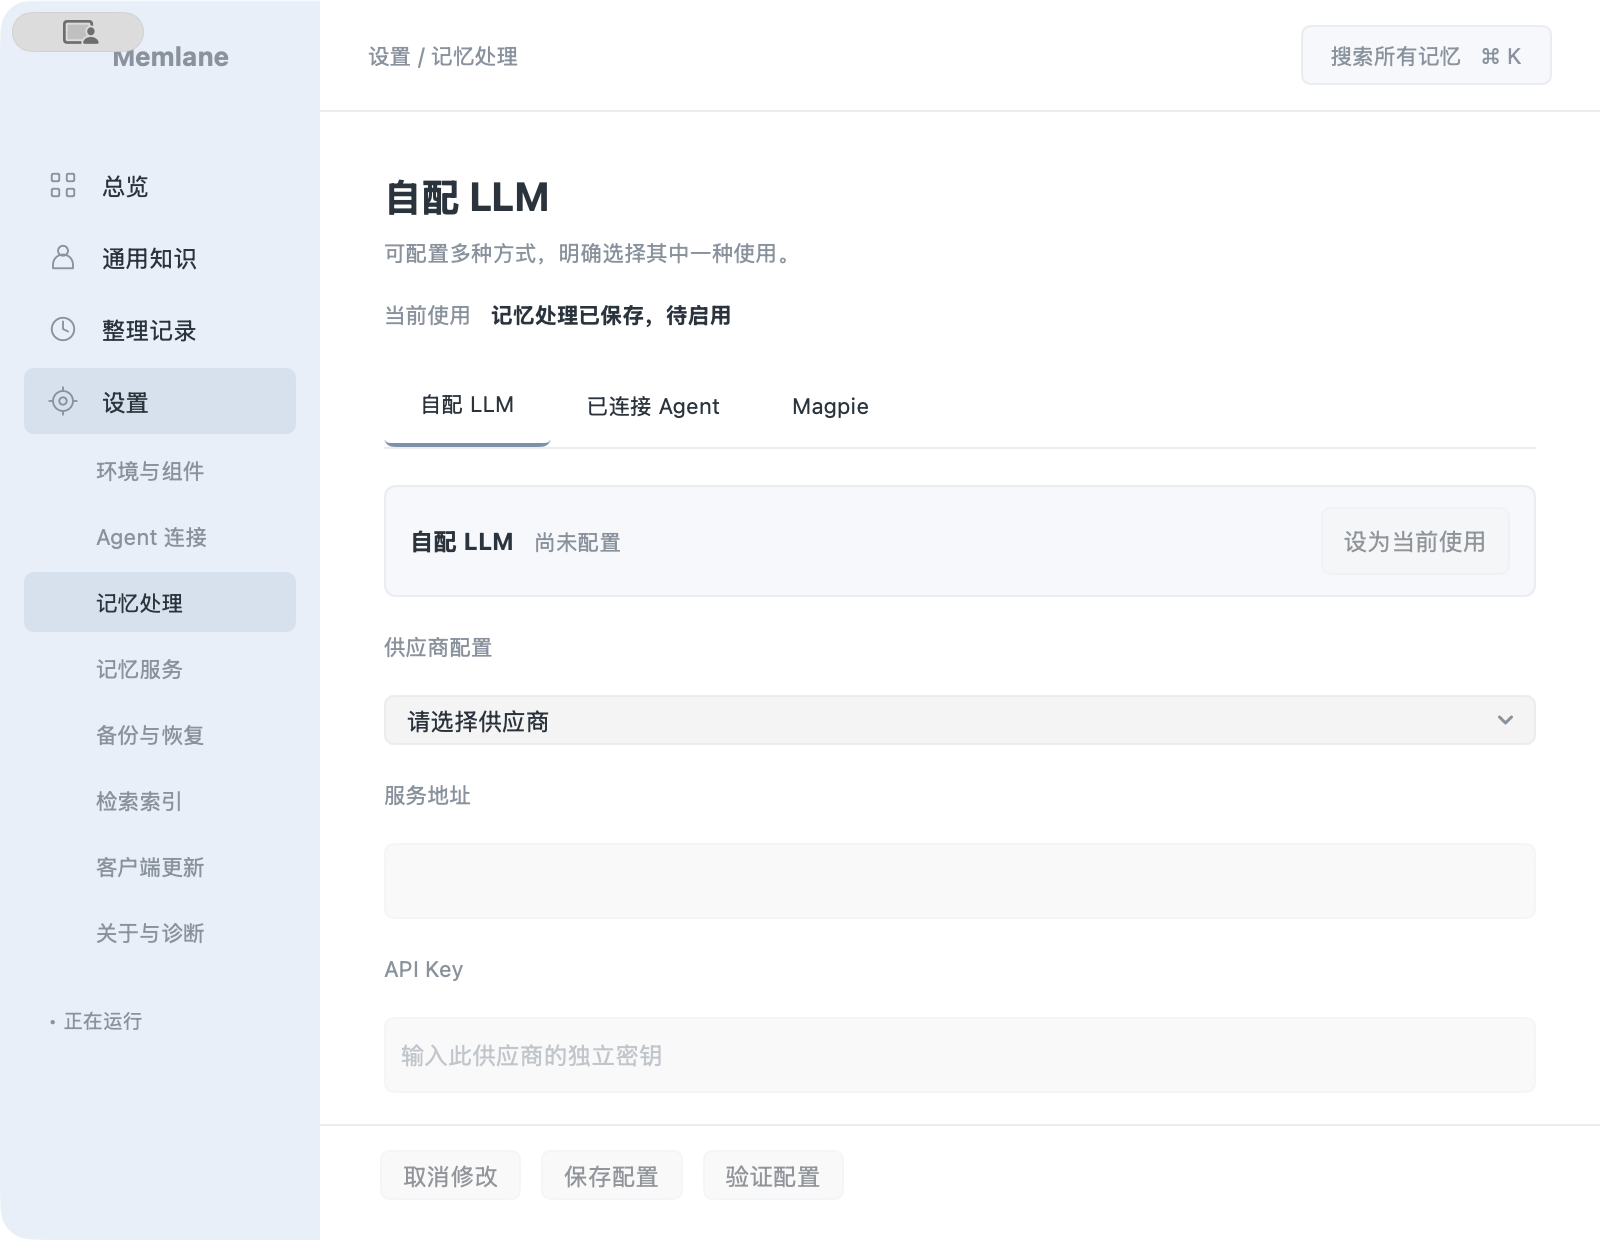 Memlane
设置 / 记忆处理
搜索所有记忆 ⌘ K
总览
通用知识
整理记录
设置
环境与组件
Agent 连接
记忆处理
记忆服务
备份与恢复
检索索引
客户端更新
关于与诊断
• 正在运行
自配 LLM
可配置多种方式，明确选择其中一种使用。
当前使用 记忆处理已保存，待启用
自配 LLM 已连接 Agent Magpie
自配 LLM 尚未配置 设为当前使用
供应商配置
请选择供应商
服务地址
API Key
输入此供应商的独立密钥
取消修改 保存配置 验证配置